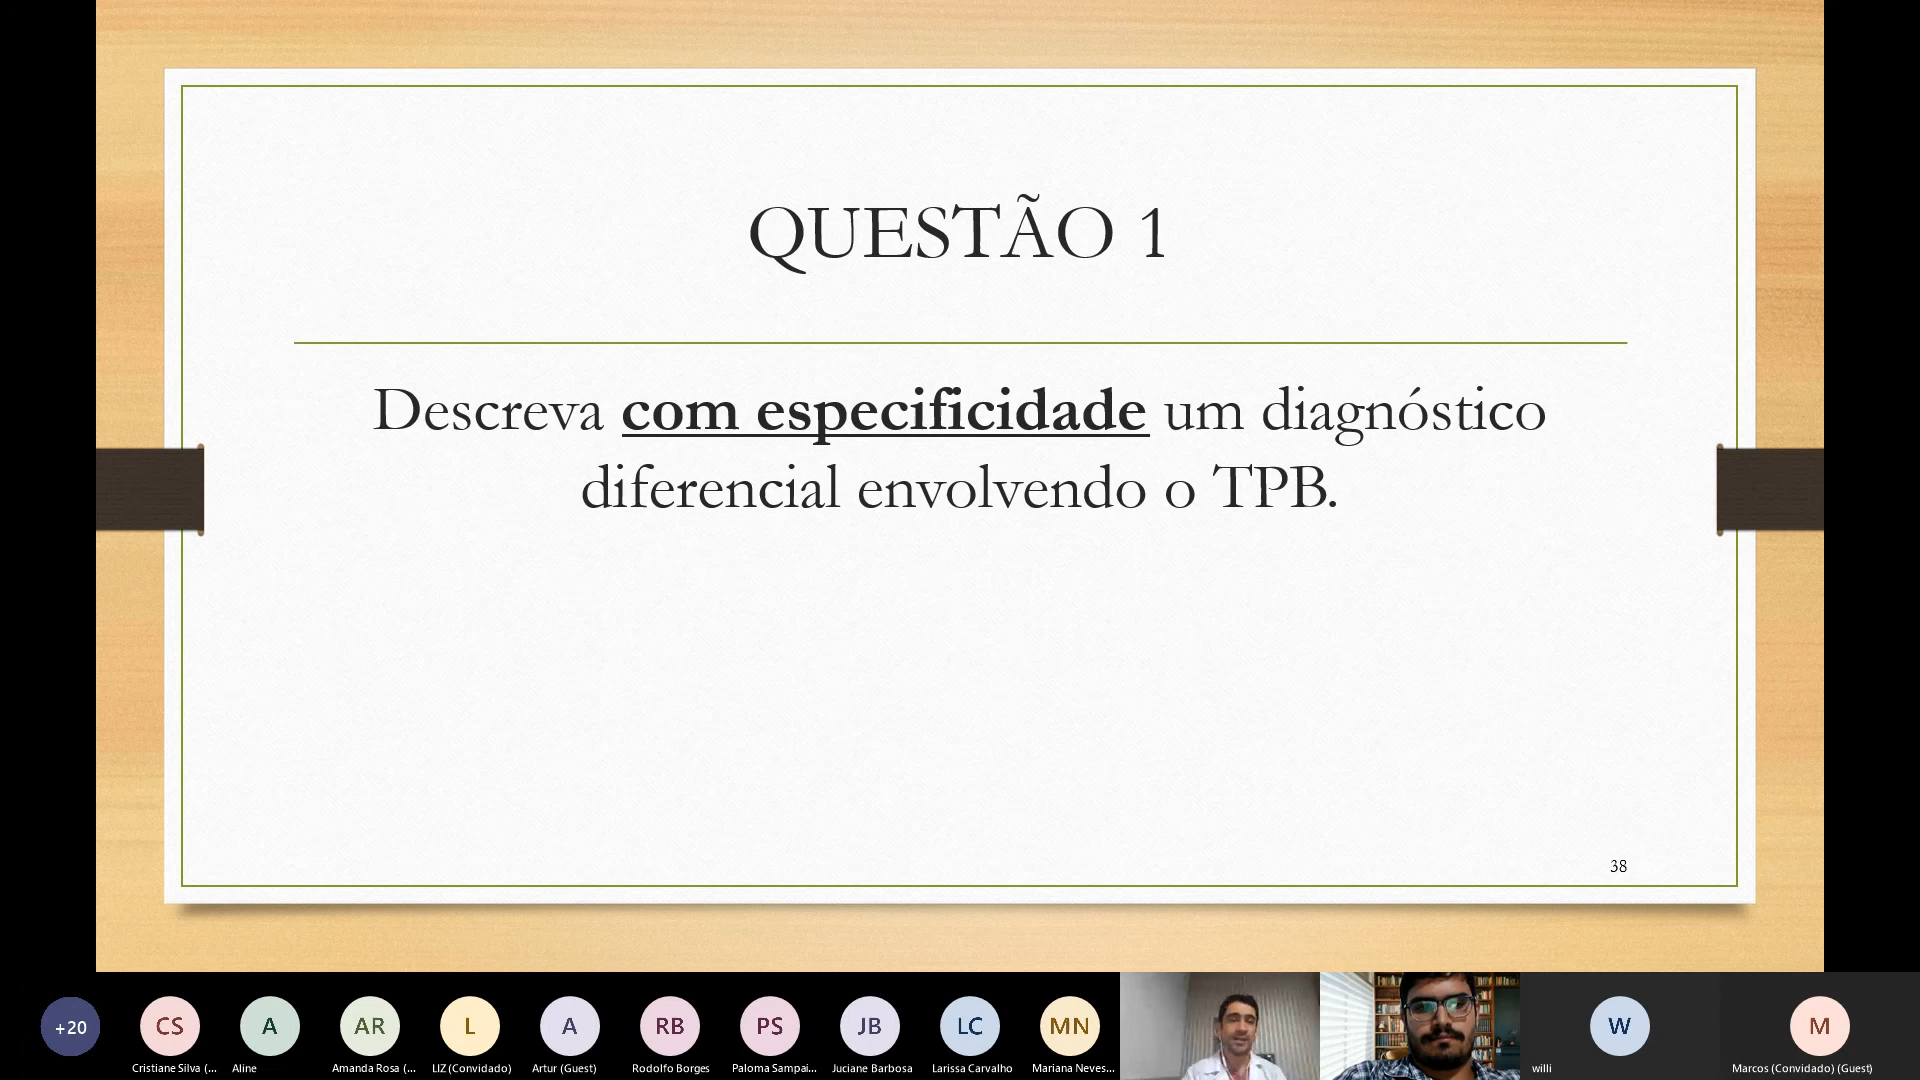 QUESTÃO 1
Descreva com especificidade um diagnóstico
diferencial envolvendo o TPB.
38
+20
CS
A
AR
L
A
RB
PS
JB
LC
MN
W
M
Cristiane Silva (...
Aline
Amanda Rosa (...
LIZ (Convidado)
Artur (Guest)
Rodolfo Borges
Paloma Sampai...
Juciane Barbosa
Larissa Carvalho
Mariana Neves...
willi
Marcos (Convidado) (Guest)